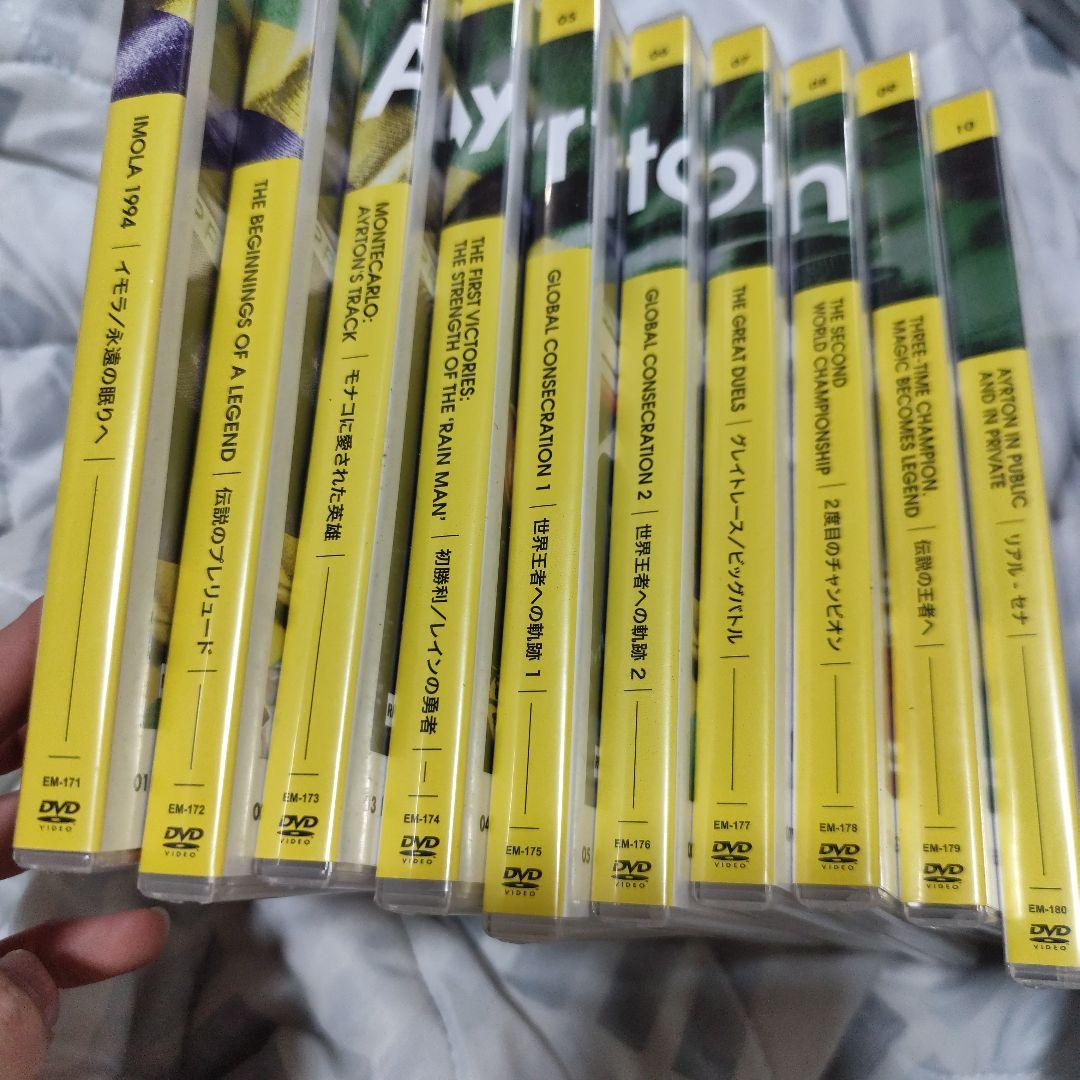 Ayrton
IMOLA 1994 | イモラ/永遠の眠りへ
EM-171
DVD
VIDEO
01
THE BEGINNINGS OF A LEGEND | 伝説のプレリュード
EM-172
DVD
VIDEO
MONTECARLO:
AYRTON'S TRACK | モナコに愛された英雄
EM-173
DVD
VIDEO
THE FIRST VICTORIES:
THE STRENGTH OF THE 'RAIN MAN' | 初勝利/レインの勇者
EM-174
DVD
VIDEO
04
05
GLOBAL CONSECRATION 1 | 世界王者への軌跡 1
EM-175
DVD
VIDEO
05
06
GLOBAL CONSECRATION 2 | 世界王者への軌跡 2
EM-176
DVD
VIDEO
07
THE GREAT DUELS | グレイトレース/ビッグバトル
EM-177
DVD
VIDEO
08
THE SECOND
WORLD CHAMPIONSHIP | 2度目のチャンピオン
EM-178
DVD
VIDEO
09
THREE-TIME CHAMPION.
MAGIC BECOMES LEGEND | 伝説の王者へ
EM-179
DVD
VIDEO
10
AYRTON IN PUBLIC
AND IN PRIVATE | リアル・セナ
EM-180
DVD
VIDEO